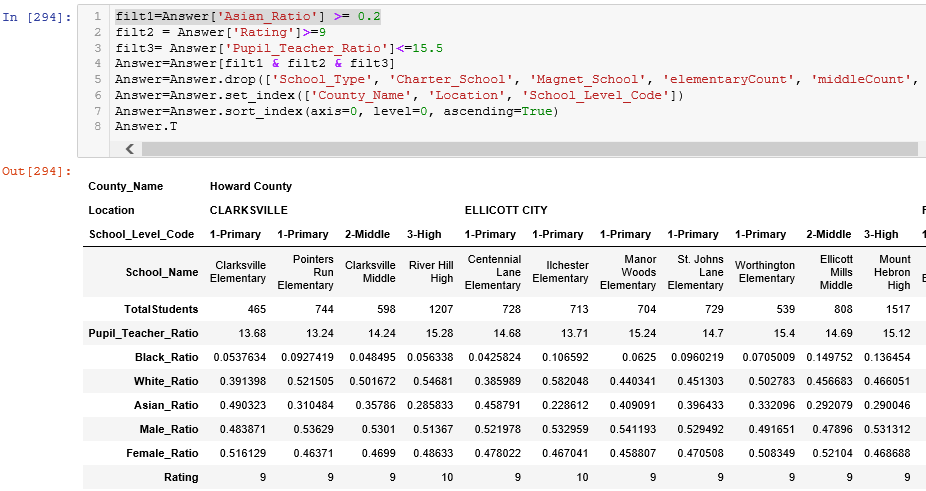 In [294]:
1 filt1=Answer['Asian_Ratio'] >= 0.2
2 filt2 = Answer['Rating']>=9
3 filt3= Answer['Pupil_Teacher_Ratio']<=15.5
4 Answer=Answer[filt1 & filt2 & filt3]
5 Answer=Answer.drop(['School_Type', 'Charter_School', 'Magnet_School', 'elementaryCount', 'middleCount',
6 Answer=Answer.set_index(['County_Name', 'Location', 'School_Level_Code'])
7 Answer=Answer.sort_index(axis=0, level=0, ascending=True)
8 Answer.T
Out[294]:
County_Name Howard County
Location CLARKSVILLE ELLICOTT CITY F
School_Level_Code 1-Primary 1-Primary 2-Middle 3-High 1-Primary 1-Primary 1-Primary 1-Primary 1-Primary 2-Middle 3-High 1
School_Name Clarksville Elementary Pointers Run Elementary Clarksville Middle River Hill High Centennial Lane Elementary Ilchester Elementary Manor Woods Elementary St. Johns Lane Elementary Worthington Elementary Ellicott Mills Middle Mount Hebron High E
TotalStudents 465 744 598 1207 728 713 704 729 539 808 1517
Pupil_Teacher_Ratio 13.68 13.24 14.24 15.28 14.68 13.71 15.24 14.7 15.4 14.69 15.12
Black_Ratio 0.0537634 0.0927419 0.048495 0.056338 0.0425824 0.106592 0.0625 0.0960219 0.0705009 0.149752 0.136454
White_Ratio 0.391398 0.521505 0.501672 0.54681 0.385989 0.582048 0.440341 0.451303 0.502783 0.456683 0.466051
Asian_Ratio 0.490323 0.310484 0.35786 0.285833 0.458791 0.228612 0.409091 0.396433 0.332096 0.292079 0.290046
Male_Ratio 0.483871 0.53629 0.5301 0.51367 0.521978 0.532959 0.541193 0.529492 0.491651 0.47896 0.531312
Female_Ratio 0.516129 0.46371 0.4699 0.48633 0.478022 0.467041 0.458807 0.470508 0.508349 0.52104 0.468688
Rating 9 9 9 10 9 10 9 9 9 9 9